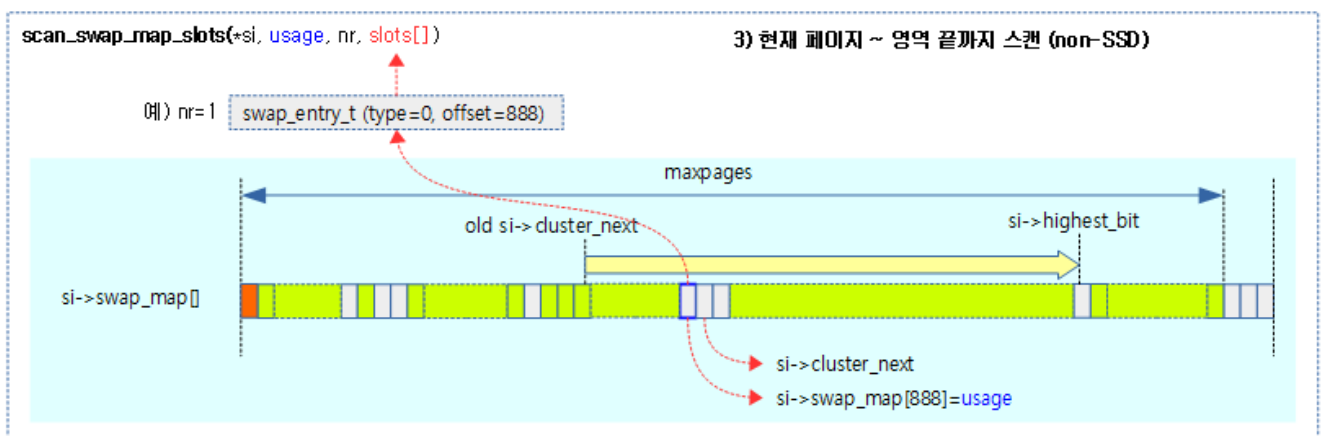 scan_swap_map_slots(*si, usage, nr, slots[])
3) 현재 페이지 ~ 영역 끝까지 스캔 (non-SSD)
예) nr=1
swap_entry_t (type=0, offset=888)
maxpages
old si->cluster_next
si->highest_bit
si->swap_map[]
si->cluster_next
si->swap_map[888]=usage